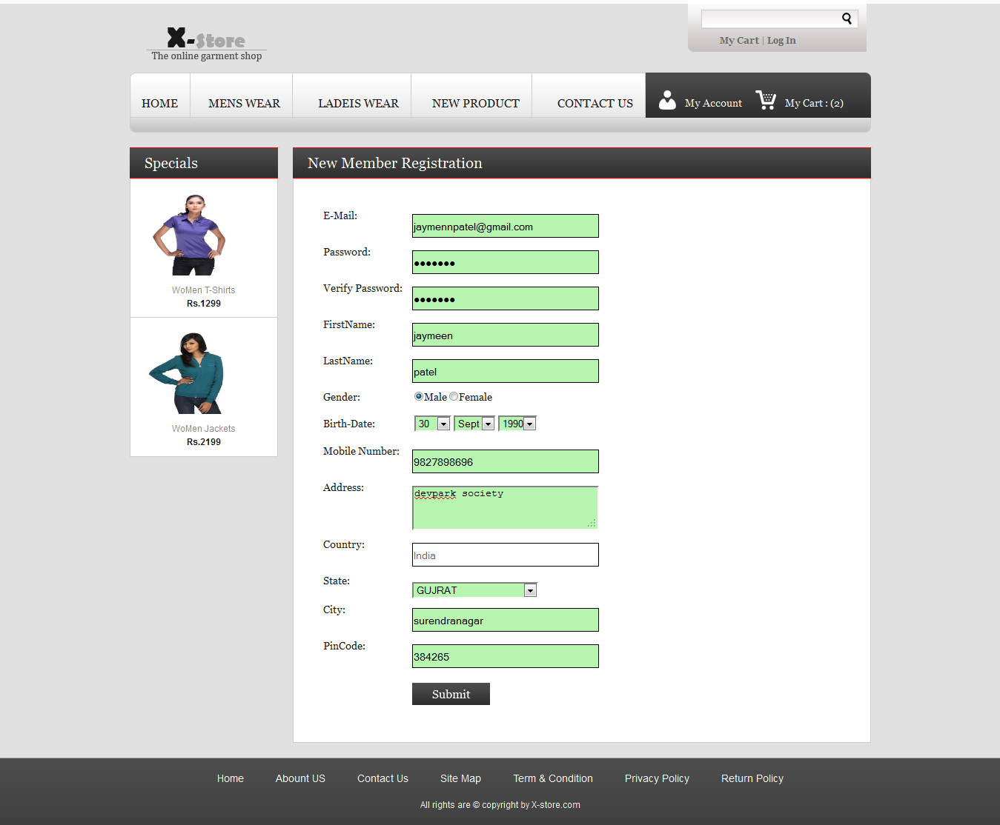 X-Store
The online garment shop
My Cart | Log In
HOME MENS WEAR LADEIS WEAR NEW PRODUCT CONTACT US My Account My Cart : (2)
Specials
WoMen T-Shirts
Rs.1299
WoMen Jackets
Rs.2199
New Member Registration
E-Mail: jaymennpatel@gmail.com
Password: •••••••
Verify Password: •••••••
FirstName: jaymeen
LastName: patel
Gender: Male Female
Birth-Date: 30 Sept 1990
Mobile Number: 9827898696
Address: devpark society
Country: India
State: GUJRAT
City: surendranagar
PinCode: 384265
Submit
Home Abount US Contact Us Site Map Term & Condition Privacy Policy Return Policy
All rights are © copyright by X-store.com